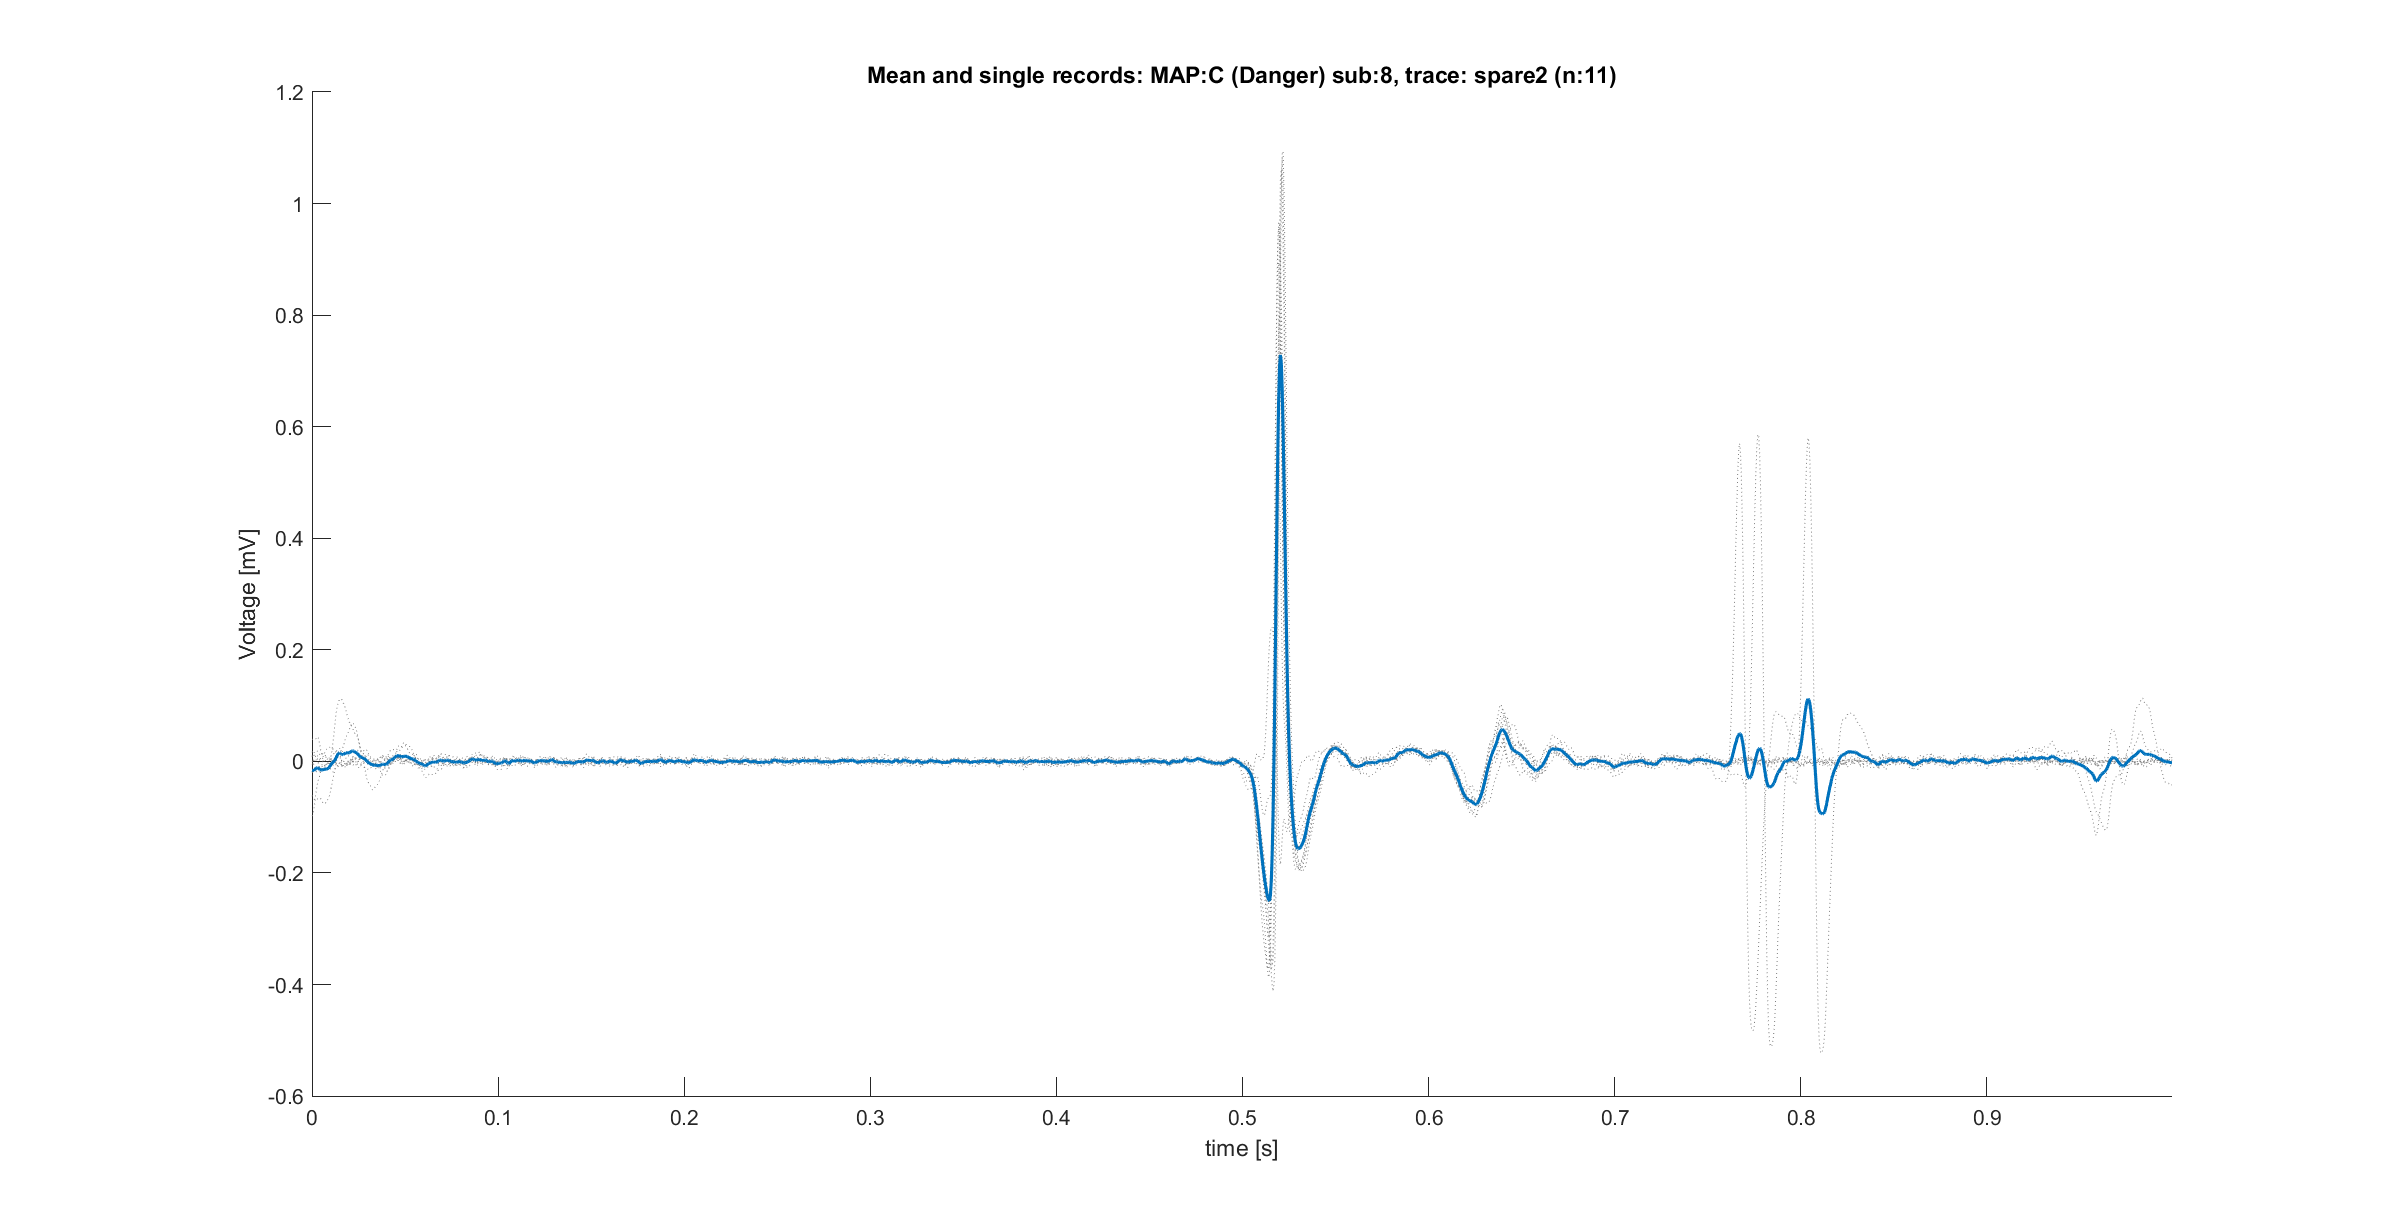 Mean and single records: MAP:C (Danger) sub:8, trace: spare2 (n:11)
1.2
1
0.8
0.6
0.4
0.2
0
-0.2
-0.4
-0.6
Voltage [mV]
0 0.1 0.2 0.3 0.4 0.5 0.6 0.7 0.8 0.9
time [s]